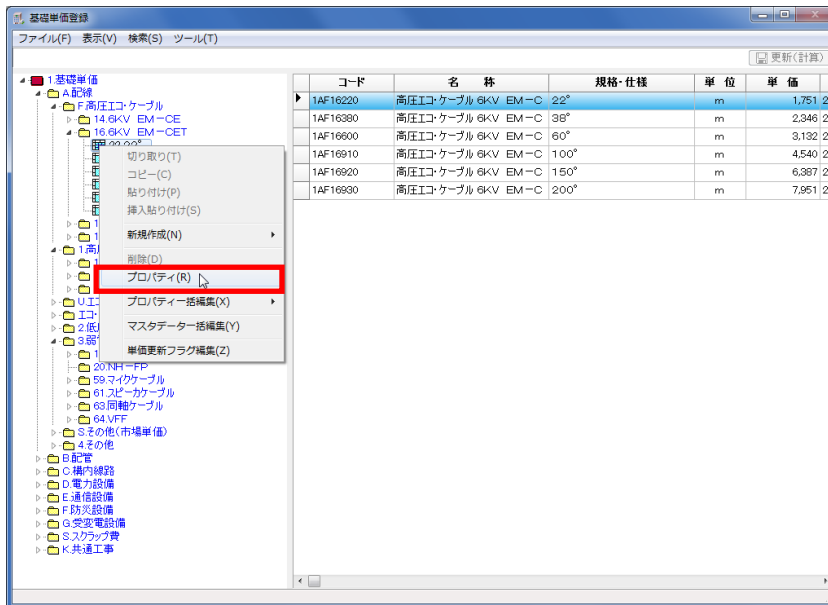 基礎単価登録
ファイル(F) 表示(V) 検索(S) ツール(T)
更新(計算)
1.基礎単価
A.配線
F.高圧エコ・ケーブル
14.6KV EM-CE
16.6KV EM-CET
切り取り(T)
コピー(C)
貼り付け(P)
挿入貼り付け(S)
新規作成(N)
削除(D)
プロパティ(R)
プロパティ一括編集(X)
マスタデータ一括編集(Y)
単価更新フラグ編集(Z)
20.NH-FP
59.マイクケーブル
61.スピーカケーブル
63.同軸ケーブル
64.VFF
S.その他(市場単価)
4.その他
B.配管
C.構内線路
D.電力設備
E.通信設備
F.防災設備
G.受変電設備
S.スクラップ費
K.共通工事
コード 名 称 規格・仕様 単 位 単 価
1AF16220 高圧エコ・ケーブル 6KV EM-C 22° m 1,751 2
1AF16380 高圧エコ・ケーブル 6KV EM-C 38° m 2,346 2
1AF16600 高圧エコ・ケーブル 6KV EM-C 60° m 3,132 2
1AF16910 高圧エコ・ケーブル 6KV EM-C 100° m 4,540 2
1AF16920 高圧エコ・ケーブル 6KV EM-C 150° m 6,387 2
1AF16930 高圧エコ・ケーブル 6KV EM-C 200° m 7,951 2